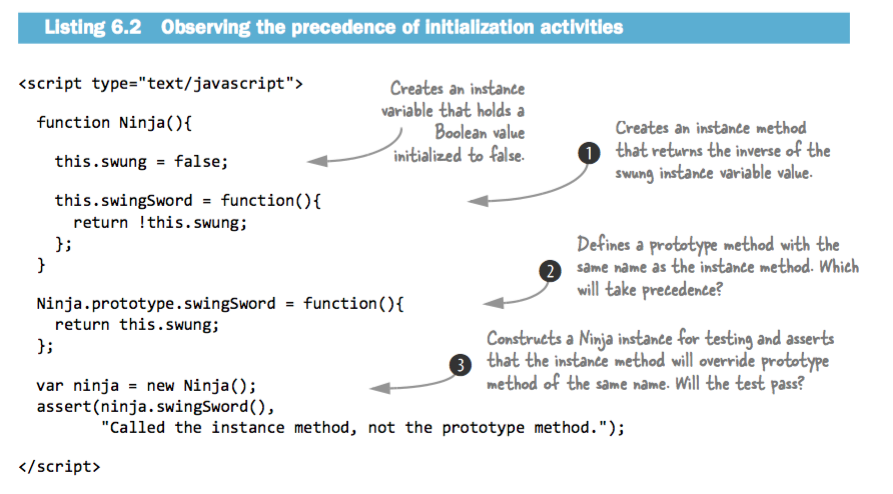 Listing 6.2 Observing the precedence of initialization activities
<script type="text/javascript">
function Ninja(){
this.swung = false;
Creates an instance
variable that holds a
Boolean value
initialized to false.
this.swingSword = function(){
return !this.swung;
};
}
1 Creates an instance method
that returns the inverse of the
swung instance variable value.
Ninja.prototype.swingSword = function(){
return this.swung;
};
2 Defines a prototype method with the
same name as the instance method. Which
will take precedence?
var ninja = new Ninja();
assert(ninja.swingSword(),
"Called the instance method, not the prototype method.");
3 Constructs a Ninja instance for testing and asserts
that the instance method will override prototype
method of the same name. Will the test pass?
</script>